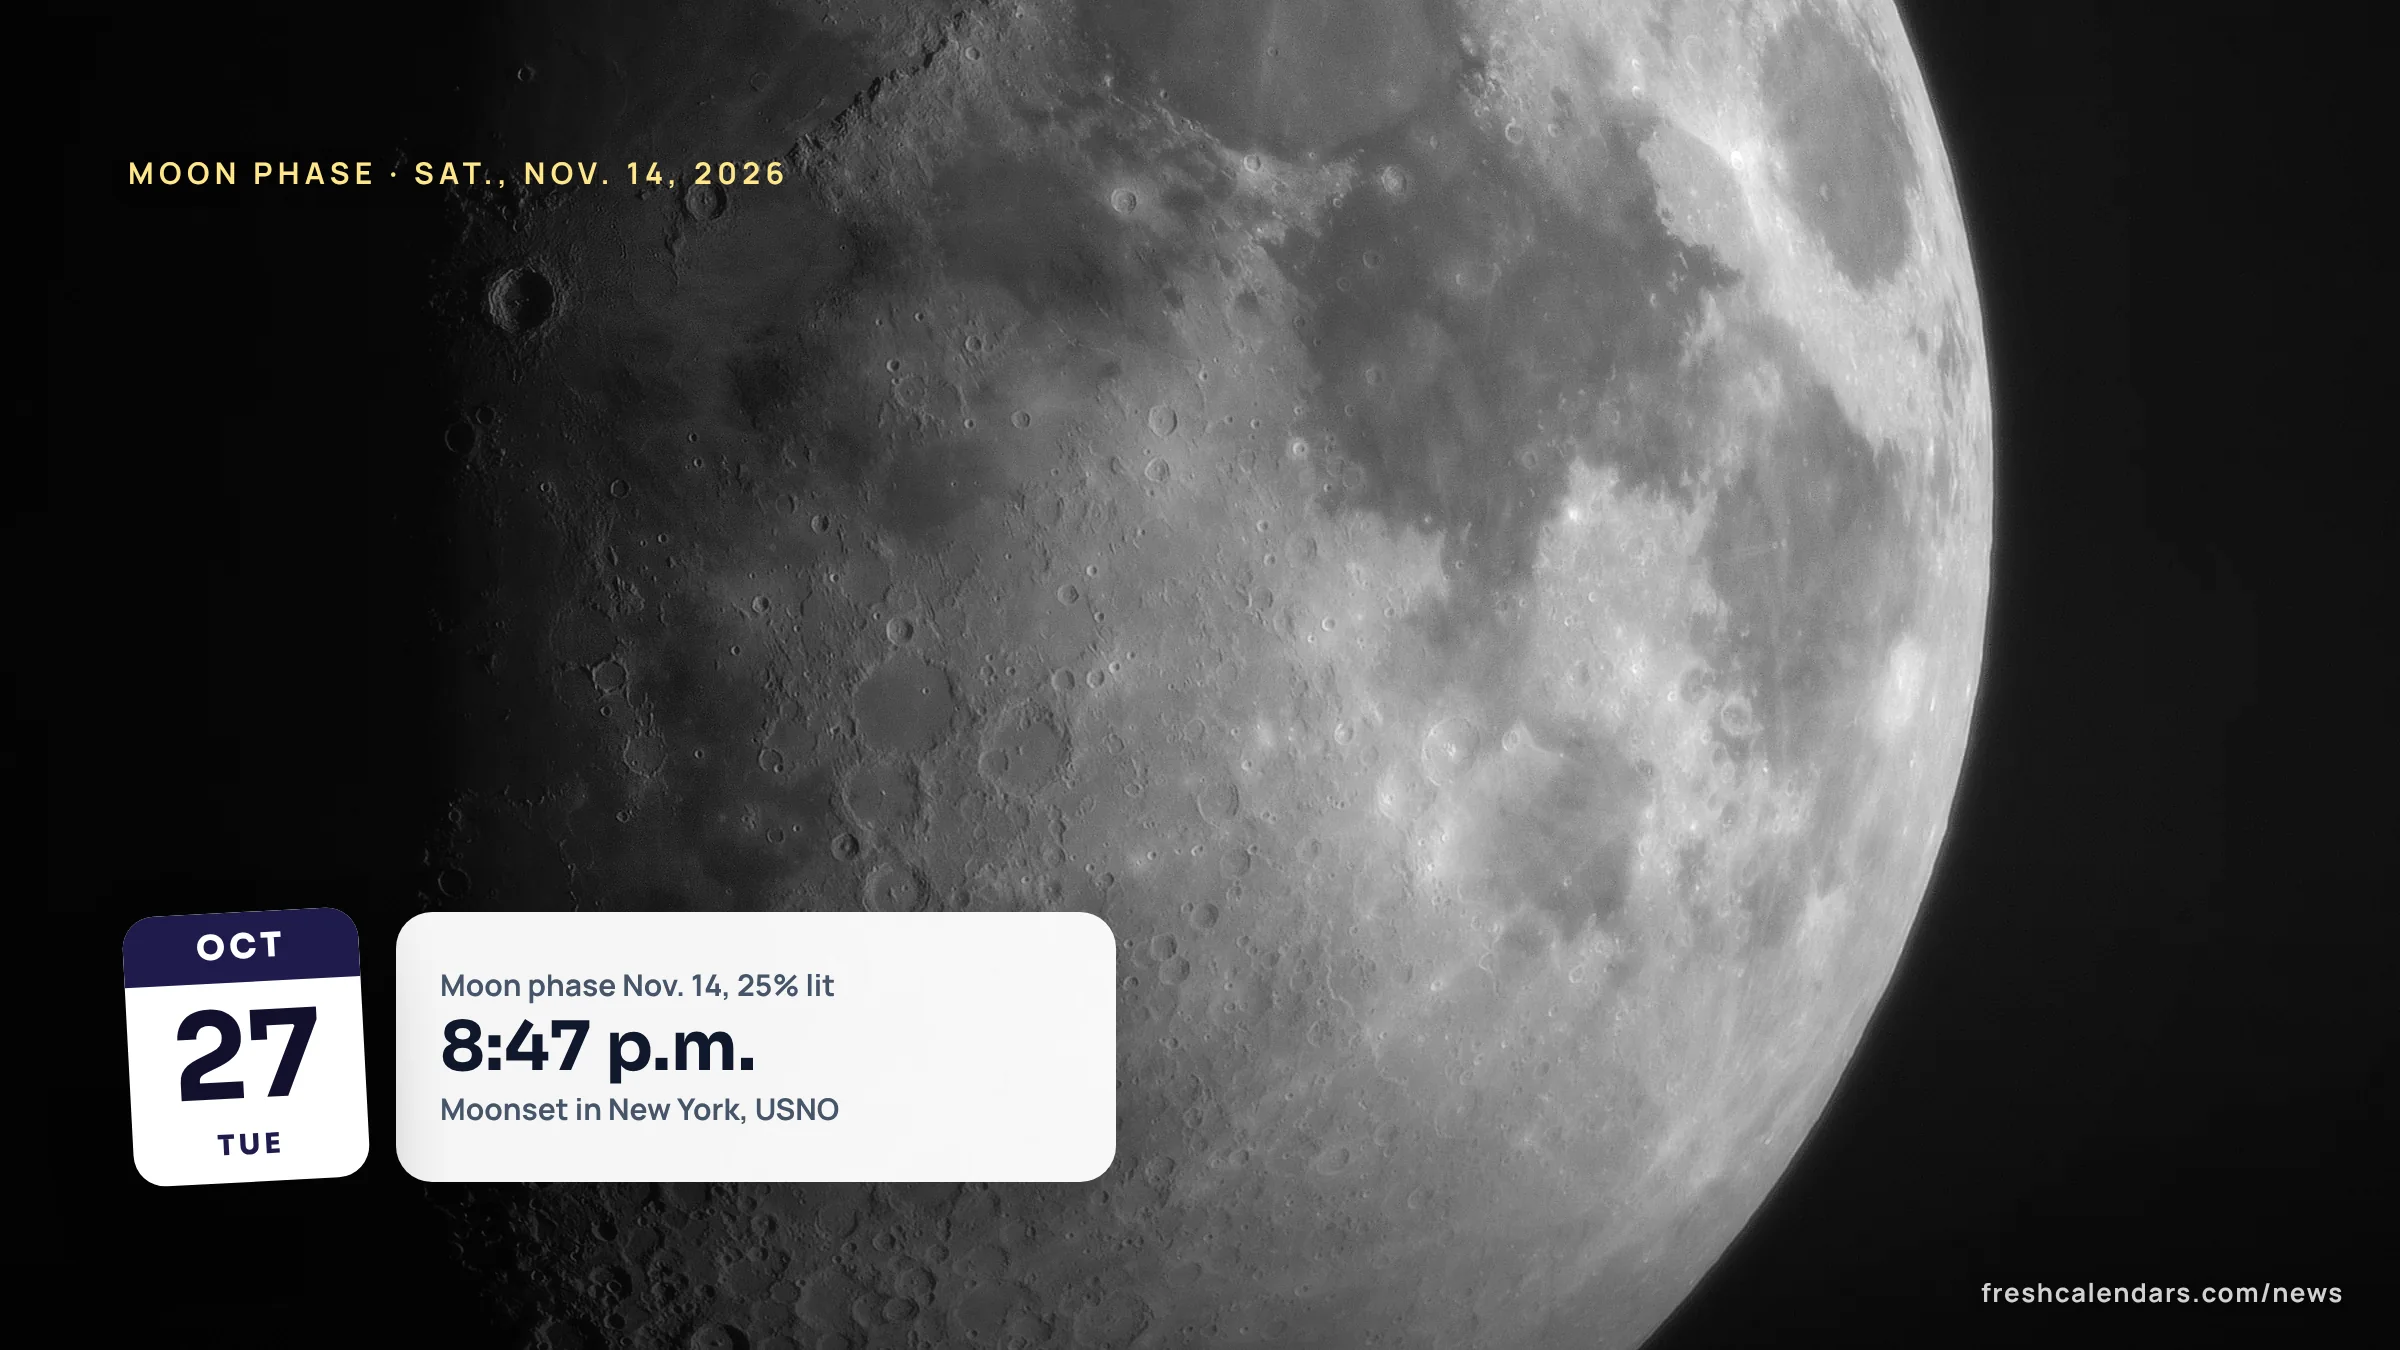 MOON PHASE · SAT., NOV. 14, 2026
OCT
27
TUE
Moon phase Nov. 14, 25% lit
8:47 p.m.
Moonset in New York, USNO
freshcalendars.com/news